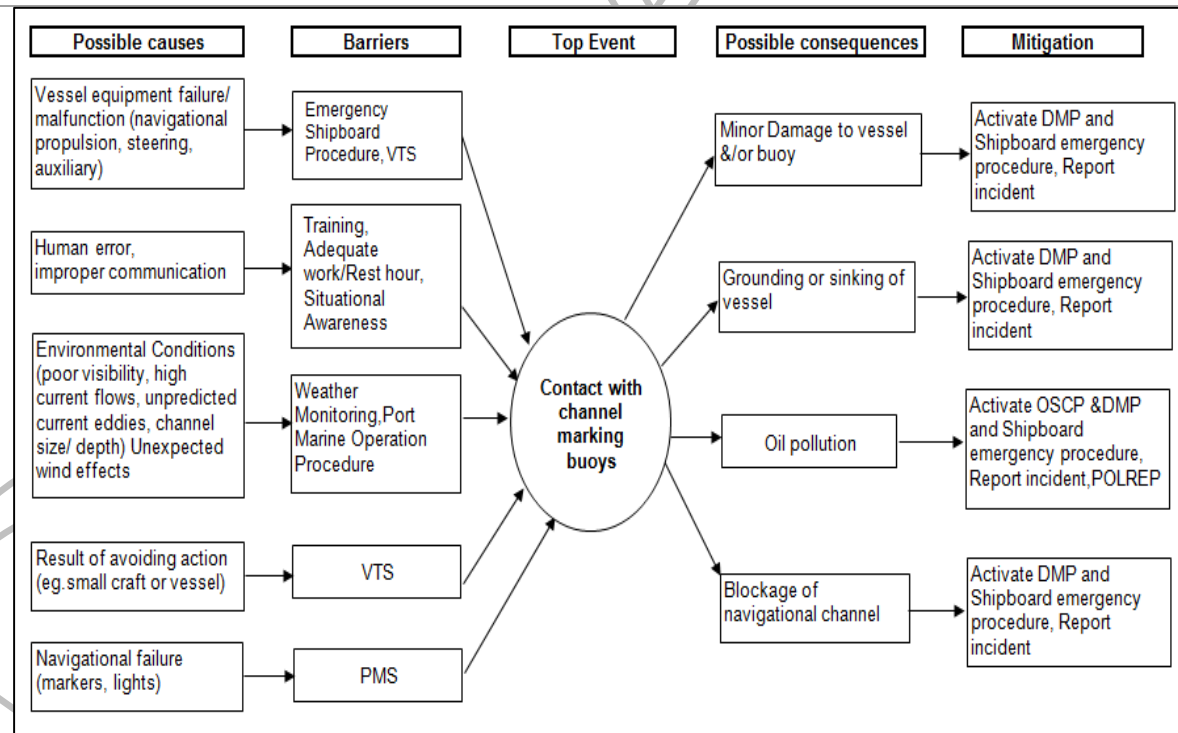 Possible causes
Barriers
Top Event
Possible consequences
Mitigation
Vessel equipment failure/
malfunction (navigational
propulsion, steering,
auxiliary)
Emergency
Shipboard
Procedure, VTS
Minor Damage to vessel
&/or buoy
Activate DMP and
Shipboard emergency
procedure, Report
incident
Human error,
improper communication
Training,
Adequate
work/Rest hour,
Situational
Awareness
Grounding or sinking of
vessel
Activate DMP and
Shipboard emergency
procedure, Report
incident
Environmental Conditions
(poor visibility, high
current flows, unpredicted
current eddies, channel
size/ depth) Unexpected
wind effects
Weather
Monitoring,Port
Marine Operation
Procedure
Contact with
channel
marking
buoys
Oil pollution
Activate OSCP &DMP
and Shipboard
emergency procedure,
Report incident,POLREP
Result of avoiding action
(eg.small craft or vessel)
VTS
Blockage of
navigational channel
Activate DMP and
Shipboard emergency
procedure, Report
incident
Navigational failure
(markers, lights)
PMS